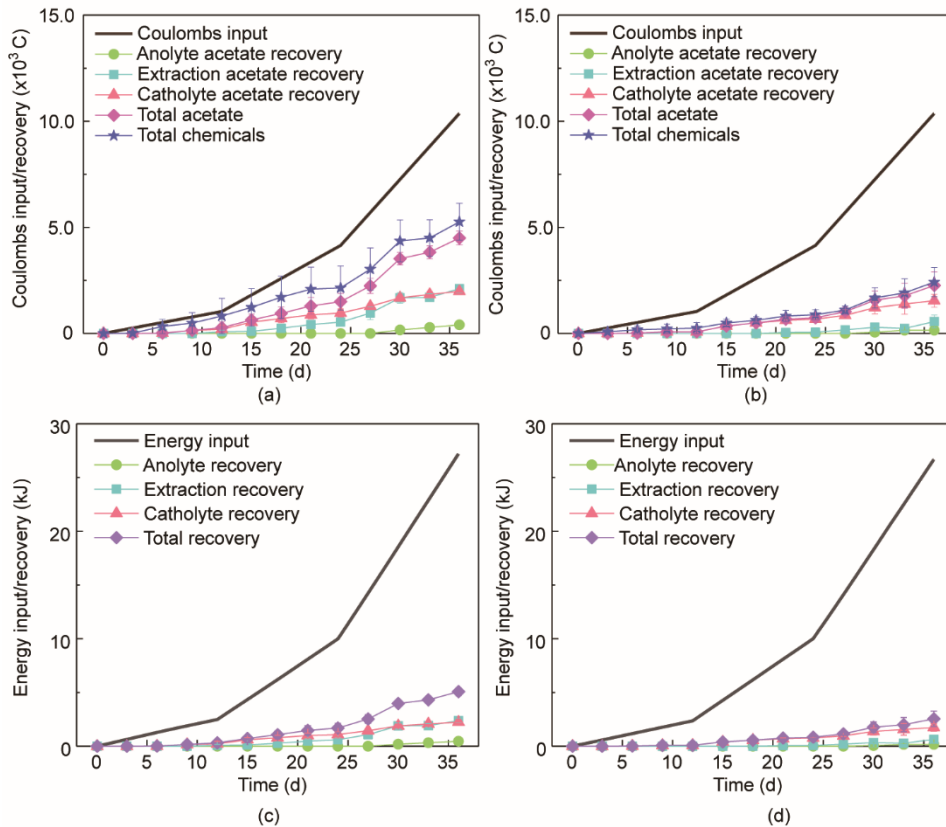 15.0
10.0
5.0
0
Coulombs input/recovery (x10³ C)
Coulombs input
Anolyte acetate recovery
Extraction acetate recovery
Catholyte acetate recovery
Total acetate
Total chemicals
0 5 10 15 20 25 30 35
Time (d)
(a)
15.0
10.0
5.0
0
Coulombs input/recovery (x10³ C)
Coulombs input
Anolyte acetate recovery
Extraction acetate recovery
Catholyte acetate recovery
Total acetate
Total chemicals
0 5 10 15 20 25 30 35
Time (d)
(b)
30
20
10
0
Energy input/recovery (kJ)
Energy input
Anolyte recovery
Extraction recovery
Catholyte recovery
Total recovery
0 5 10 15 20 25 30 35
Time (d)
(c)
30
20
10
0
Energy input/recovery (kJ)
Energy input
Anolyte recovery
Extraction recovery
Catholyte recovery
Total recovery
0 5 10 15 20 25 30 35
Time (d)
(d)